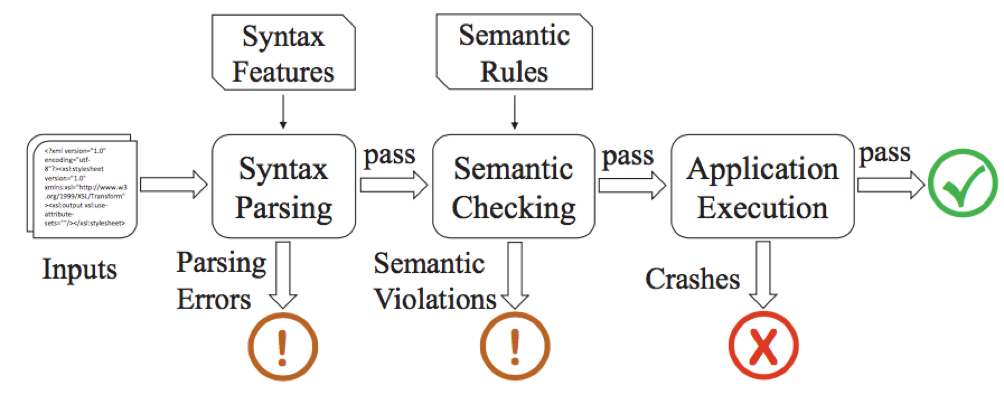 Syntax
Features
Semantic
Rules
<?xml version="1.0"
encoding="utf-
8"?><xsl:stylesheet
version="1.0"
xmlns:xsl="http://www.w3
.org/1999/XSL/Transform"
><xsl:output xsl:use-
attribute-
sets=""/></xsl:stylesheet>
Inputs
Syntax
Parsing
pass
Semantic
Checking
pass
Application
Execution
pass
Parsing
Errors
!
Semantic
Violations
!
Crashes
X